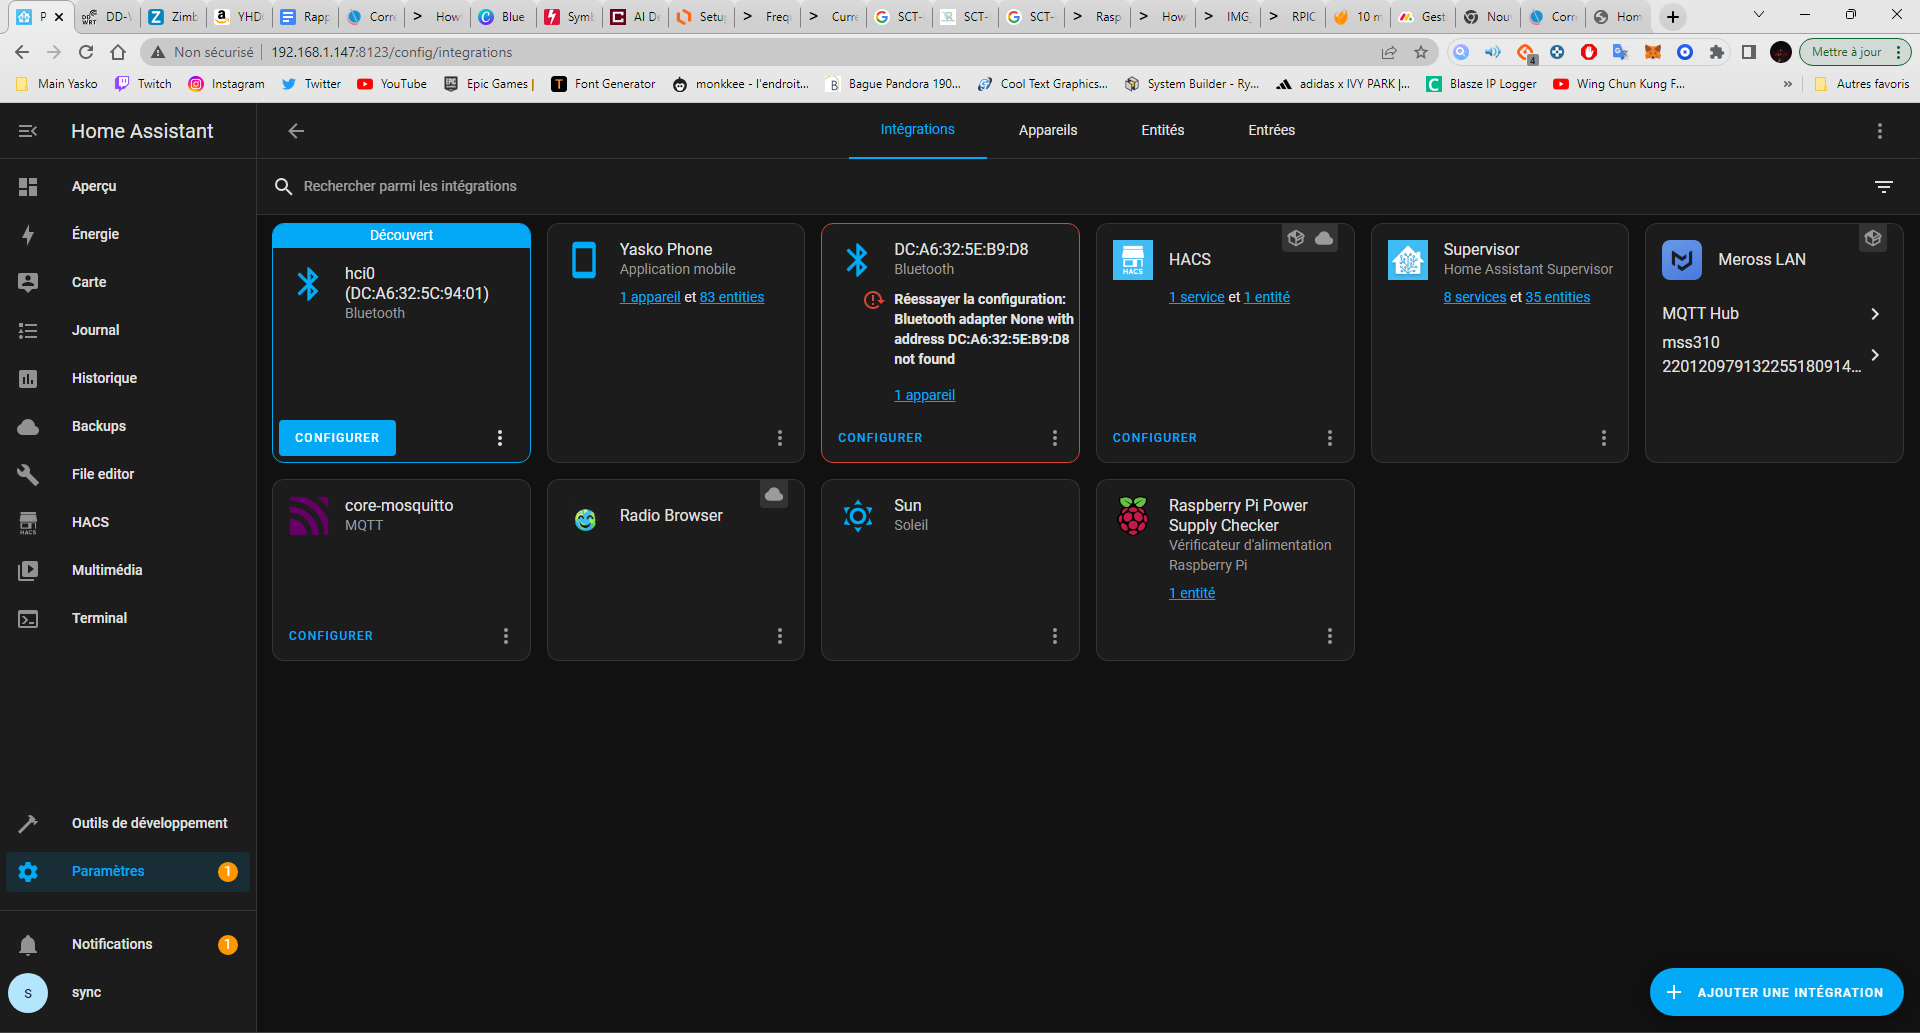 P
DD-
Zimb
YHD
Rapp
Corre
How
Blue
Symb
AI De
Setu
Freq
Curre
SCT-
SCT-
SCT-
Rasp
How
IMG_
RPIC
10 m
Gest
Nou
Corr
Hom
Non sécurisé
192.168.1.147:8123/config/integrations
4
Mettre à jour
Main Yasko
Twitch
Instagram
Twitter
YouTube
Epic Games |
Font Generator
monkkee - l'endroit...
Bague Pandora 190...
Cool Text Graphics...
System Builder - Ry...
adidas x IVY PARK |...
Blasze IP Logger
Wing Chun Kung F...
»
Autres favoris
Home Assistant
Intégrations
Appareils
Entités
Entrées
Aperçu
Énergie
Carte
Journal
Historique
Backups
File editor
HACS
HACS
Multimédia
Terminal
Outils de développement
Paramètres
1
Notifications
1
s
sync
Rechercher parmi les intégrations
Découvert
hci0
(DC:A6:32:5C:94:01)
Bluetooth
CONFIGURER
Yasko Phone
Application mobile
1 appareil et 83 entities
DC:A6:32:5E:B9:D8
Bluetooth
Réessayer la configuration:
Bluetooth adapter None with
address DC:A6:32:5E:B9:D8
not found
1 appareil
CONFIGURER
HACS
HACS
1 service et 1 entité
CONFIGURER
Supervisor
Home Assistant Supervisor
8 services et 35 entities
Meross LAN
MQTT Hub
mss310
22012097913225518091​4...
core-mosquitto
MQTT
CONFIGURER
Radio Browser
Sun
Soleil
Raspberry Pi Power
Supply Checker
Vérificateur d'alimentation
Raspberry Pi
1 entité
AJOUTER UNE INTÉGRATION